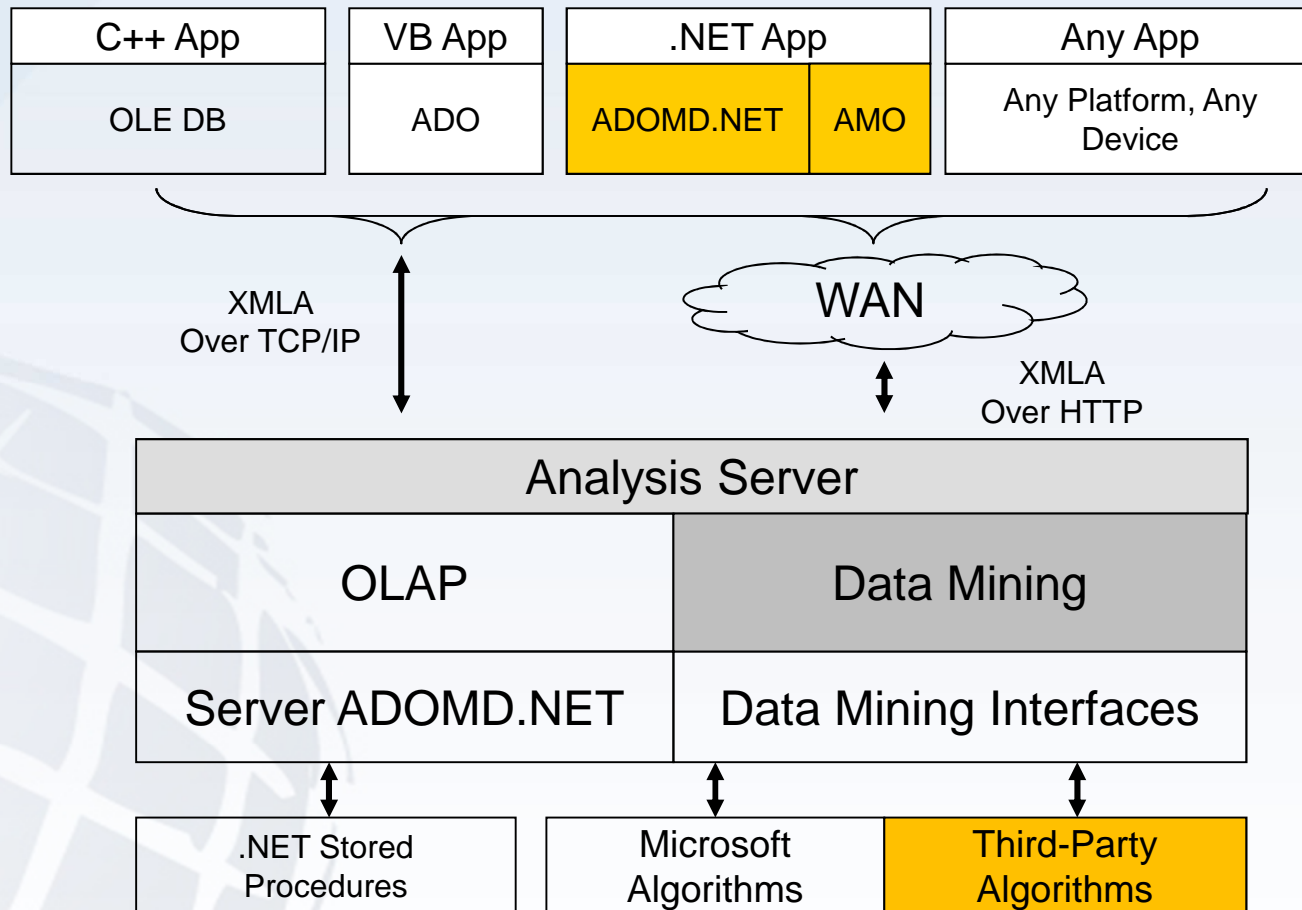 C++ App
VB App
.NET App
Any App
OLE DB
ADO
ADOMD.NET
AMO
Any Platform, Any
Device
XMLA
Over TCP/IP
WAN
XMLA
Over HTTP
Analysis Server
OLAP
Data Mining
Server ADOMD.NET
Data Mining Interfaces
.NET Stored
Procedures
Microsoft
Algorithms
Third-Party
Algorithms